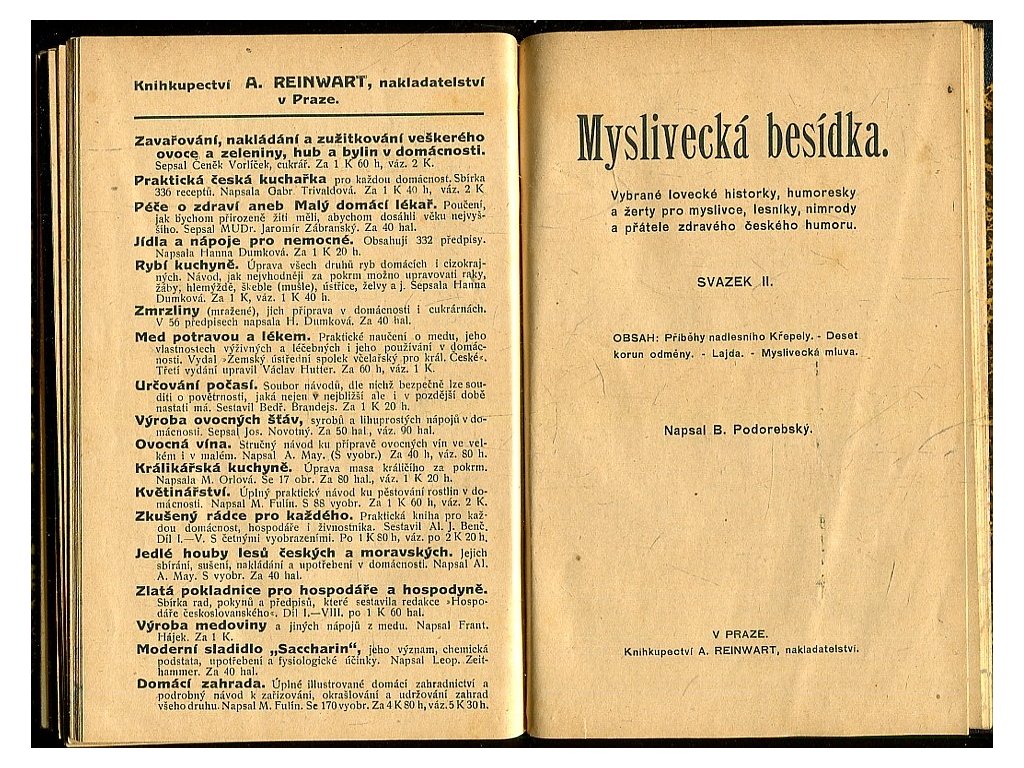 Knihkupectví A. REINWART, nakladatelství
v Praze.
Zavařování, nakládání a zužitkování veškerého
ovoce a zeleniny, hub a bylin v domácnosti.
Sepsal Čeněk Vorlíček, cukrář. Za 1 K 60 h, váz. 2 K.
Praktická česká kuchařka pro každou domácnost. Sbírka
336 receptů. Napsala Gabr Trivaldová. Za 1 K 40 h, váz. 2 K
Péče o zdraví aneb Malý domácí lékař. Poučení,
jak bychom přirozeně žíti měli, abychom dosáhli věku nejvyš-
šího. Sepsal MUDr. Jaromír Zábranský. Za 40 hal.
Jídla a nápoje pro nemocné. Obsahují 332 předpisy.
Napsala Hanna Dumková. Za 1 K 20 h.
Rybí kuchyně. Úprava všech druhů ryb domácích i cizokraj-
ných. Návod, jak nejvhodněji za pokrm možno upravovati raky,
žáby, hlemýždě, škeble (mušle), ústřice, želvy a j. Sepsala Hanna
Dumková. Za 1 K, váz. 1 K 40 h.
Zmrzliny (mražené), jich příprava v domácnosti i cukrárnách.
V 56 předpisech napsala H. Dumková. Za 40 hal.
Med potravou a lékem. Praktické naučení o medu, jeho
vlastnostech výživných a léčebných i jeho používání v domác-
nosti. Vydal »Zemský ústřední spolek včelařský pro král. České«.
Třetí vydání upravil Václav Hutter. Za 60 h, váz. 1 K.
Určování počasí. Soubor návodů, dle nichž bezpečně lze sou-
diti o povětrnosti, jaká nejen v nejbližší ale i v pozdější době
nastati má. Sestavil Bedř. Brandejs. Za 1 K 20 h.
Výroba ovocných šťáv, syrobů a lihuprostých nápojů v do-
mácnosti. Sepsal Jos. Novotný. Za 50 hal., váz. 90 hal.
Ovocná vína. Stručný návod ku přípravě ovocných vín ve vel-
kém i v malém. Napsal A. May. (S vyobr.) Za 40 h, váz. 80 h.
Králikářská kuchyně. Úprava masa králičího za pokrm.
Napsala M. Orlová. Se 17 obr. Za 80 hal., váz. 1 K 20 h.
Květinářství. Úplný praktický návod ku pěstování rostlin v do-
mácnosti. Napsal M. Fulín. S 88 vyobr. Za 1 K 60 h, váz. 2 K.
Zkušený rádce pro každého. Praktická kniha pro kaž-
dou domácnost, hospodáře i živnostníka. Sestavil Al. J. Benč.
Díl I.—V. S četnými vyobrazeními. Po 1 K 80 h, váz. po 2 K 20 h.
Jedlé houby lesů českých a moravských. Jejich
sbírání, sušení, nakládání a upotřebení v domácnosti. Napsal Al.
A. May. S vyobr. Za 40 hal.
Zlatá pokladnice pro hospodáře a hospodyně.
Sbírka rad, pokynů a předpisů, které sestavila redakce »Hospo-
dáře československého«. Díl I.—VIII. po 1 K 60 hal.
Výroba medoviny a jiných nápojů z medu. Napsal Frant.
Hájek. Za 1 K.
Moderní sladidlo „Saccharin“, jeho význam, chemická
podstata, upotřebení a fysiologické účinky. Napsal Leop. Zeit-
hammer. Za 40 hal.
Domácí zahrada. Úplné illustrované domácí zahradnictví a
podrobný návod k zařizování, okrašlování a udržování zahrad
všeho druhu. Napsal M. Fulín. Se 170 vyobr. Za 4 K 80 h, váz. 5 K 30 h.
Myslivecká besídka.
Vybrané lovecké historky, humoresky
a žerty pro myslivce, lesníky, nimrody
a přátele zdravého českého humoru.
SVAZEK II.
OBSAH: Příběhy nadlesního Křepely. - Deset
korun odměny. - Lajda. - Myslivecká mluva.
Napsal B. Podorebský.
V PRAZE.
Knihkupectví A. REINWART, nakladatelství.